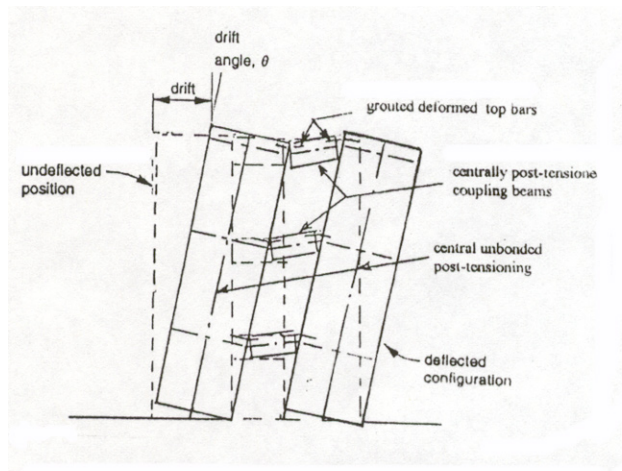 drift
angle, θ
drift
grouted deformed top bars
undeflected
position
centrally post-tensione
coupling beams
central unbonded
post-tensioning
deflected
configuration